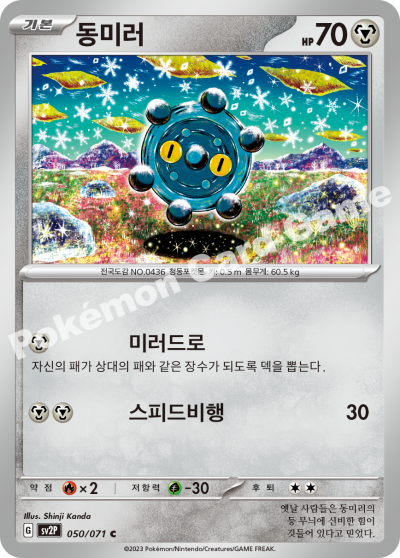 기본 동미러 HP 70
Pokémon Card Game
전국도감 NO.0436 청동포켓몬 키: 0.5m 몸무게: 60.5kg
미러드로
자신의 패가 상대의 패와 같은 장수가 되도록 덱을 뽑는다.
스피드비행 30
약점 ×2 저항력 -30 후퇴
Illus. Shinji Kanda
G sv2P 050/071 C
옛날 사람들은 동미러의
등 무늬에 신비한 힘이
깃들어 있다고 믿었다.
©2023 Pokémon/Nintendo/Creatures/GAME FREAK.